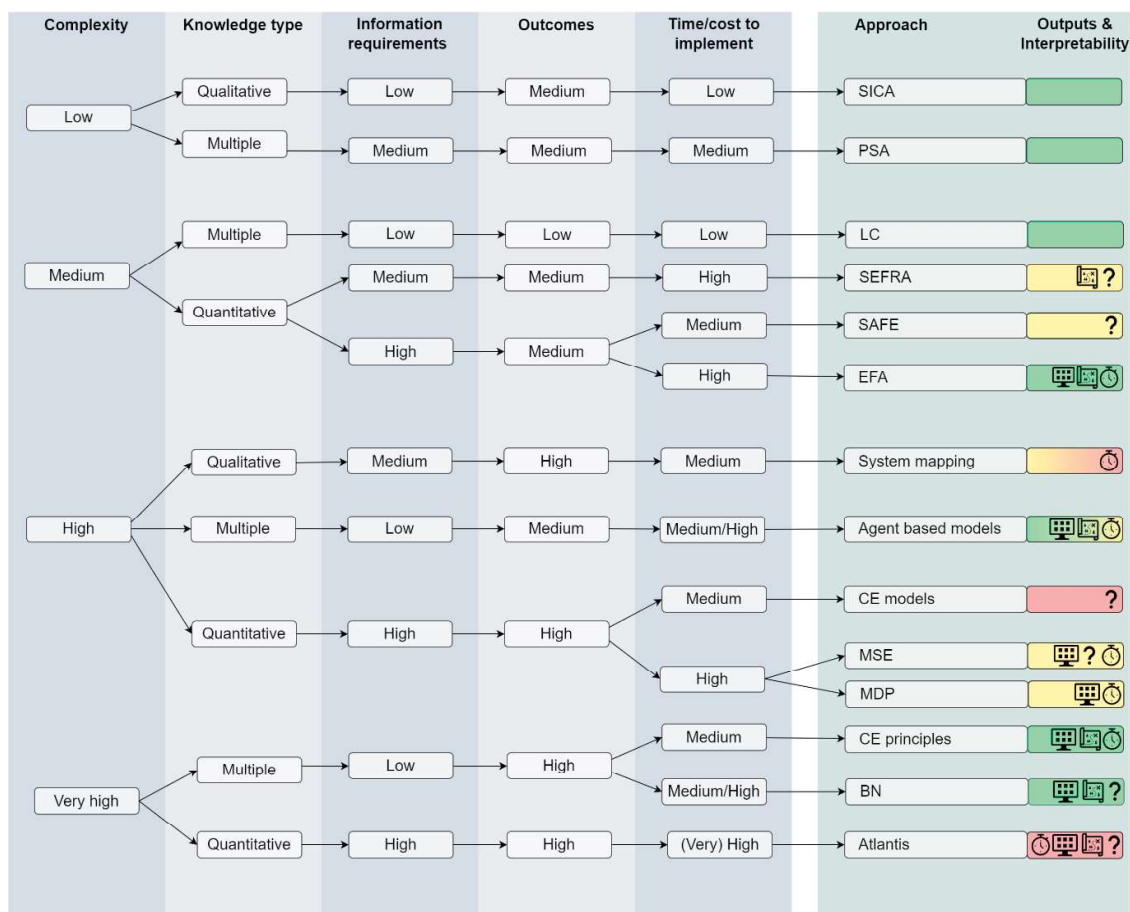 Complexity
Knowledge type
Information
requirements
Outcomes
Time/cost to
implement
Approach
Outputs &
Interpretability
Low
Qualitative
Low
Medium
Low
SICA
Multiple
Medium
Medium
Medium
PSA
Medium
Multiple
Low
Low
Low
LC
Quantitative
Medium
Medium
High
SEFRA
?
High
Medium
Medium
SAFE
?
High
EFA
High
Qualitative
Medium
High
Medium
System mapping
Multiple
Low
Medium
Medium/High
Agent based models
Quantitative
High
High
Medium
CE models
?
High
MSE
?
MDP
Very high
Multiple
Low
High
Medium
CE principles
Medium/High
BN
?
Quantitative
High
High
(Very) High
Atlantis
?